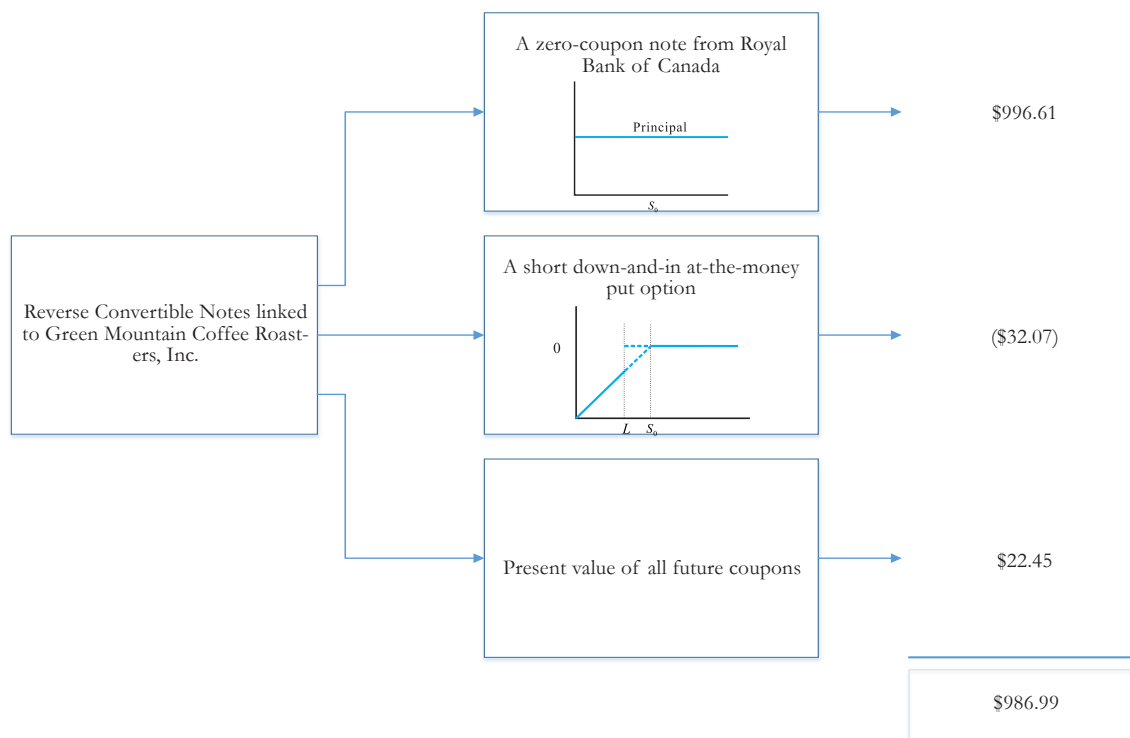 A zero-coupon note from Royal
Bank of Canada
Principal
S₀
$996.61
Reverse Convertible Notes linked
to Green Mountain Coffee Roast-
ers, Inc.
A short down-and-in at-the-money
put option
0
L S₀
($32.07)
Present value of all future coupons
$22.45
$986.99